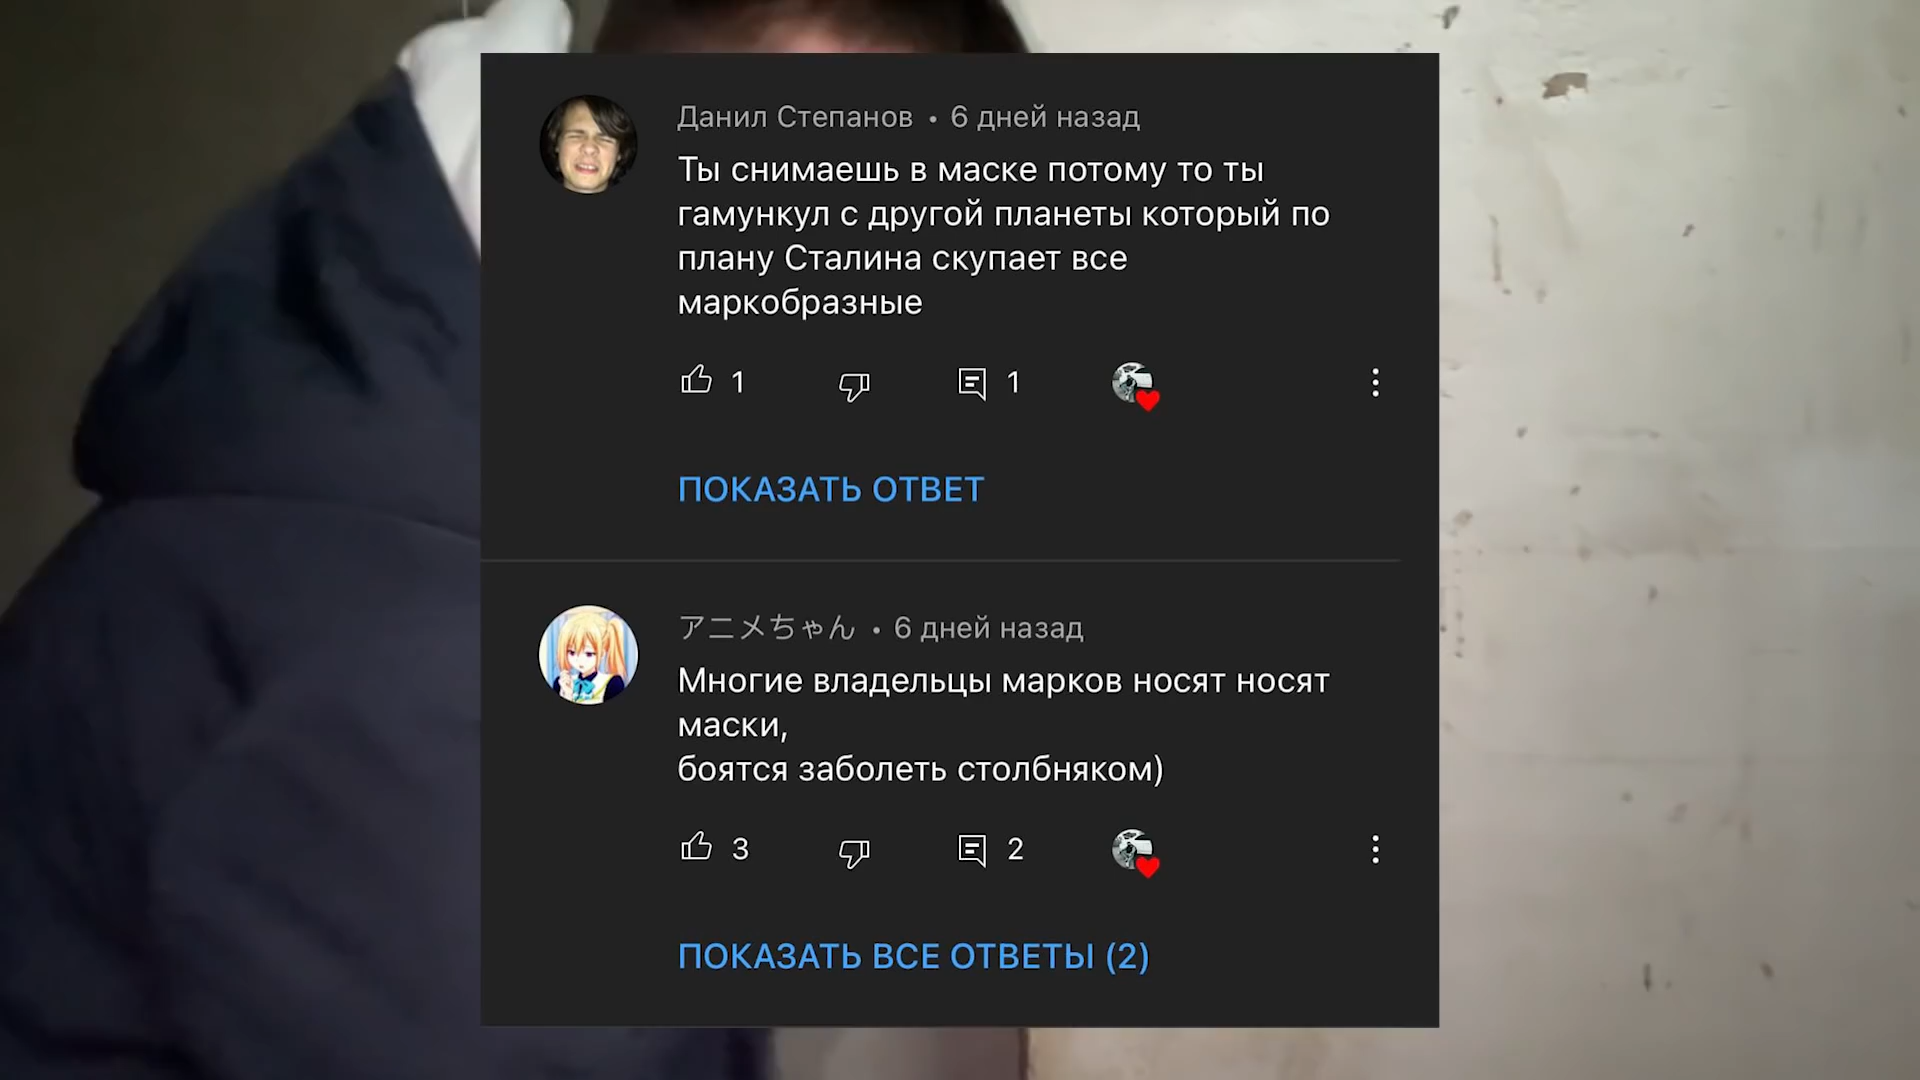 Данил Степанов • 6 дней назад
Ты снимаешь в маске потому то ты
гамункул с другой планеты который по
плану Сталина скупает все
маркобразные
1 1
ПОКАЗАТЬ ОТВЕТ
アニメちゃん • 6 дней назад
Многие владельцы марков носят носят
маски,
боятся заболеть столбняком)
3 2
ПОКАЗАТЬ ВСЕ ОТВЕТЫ (2)